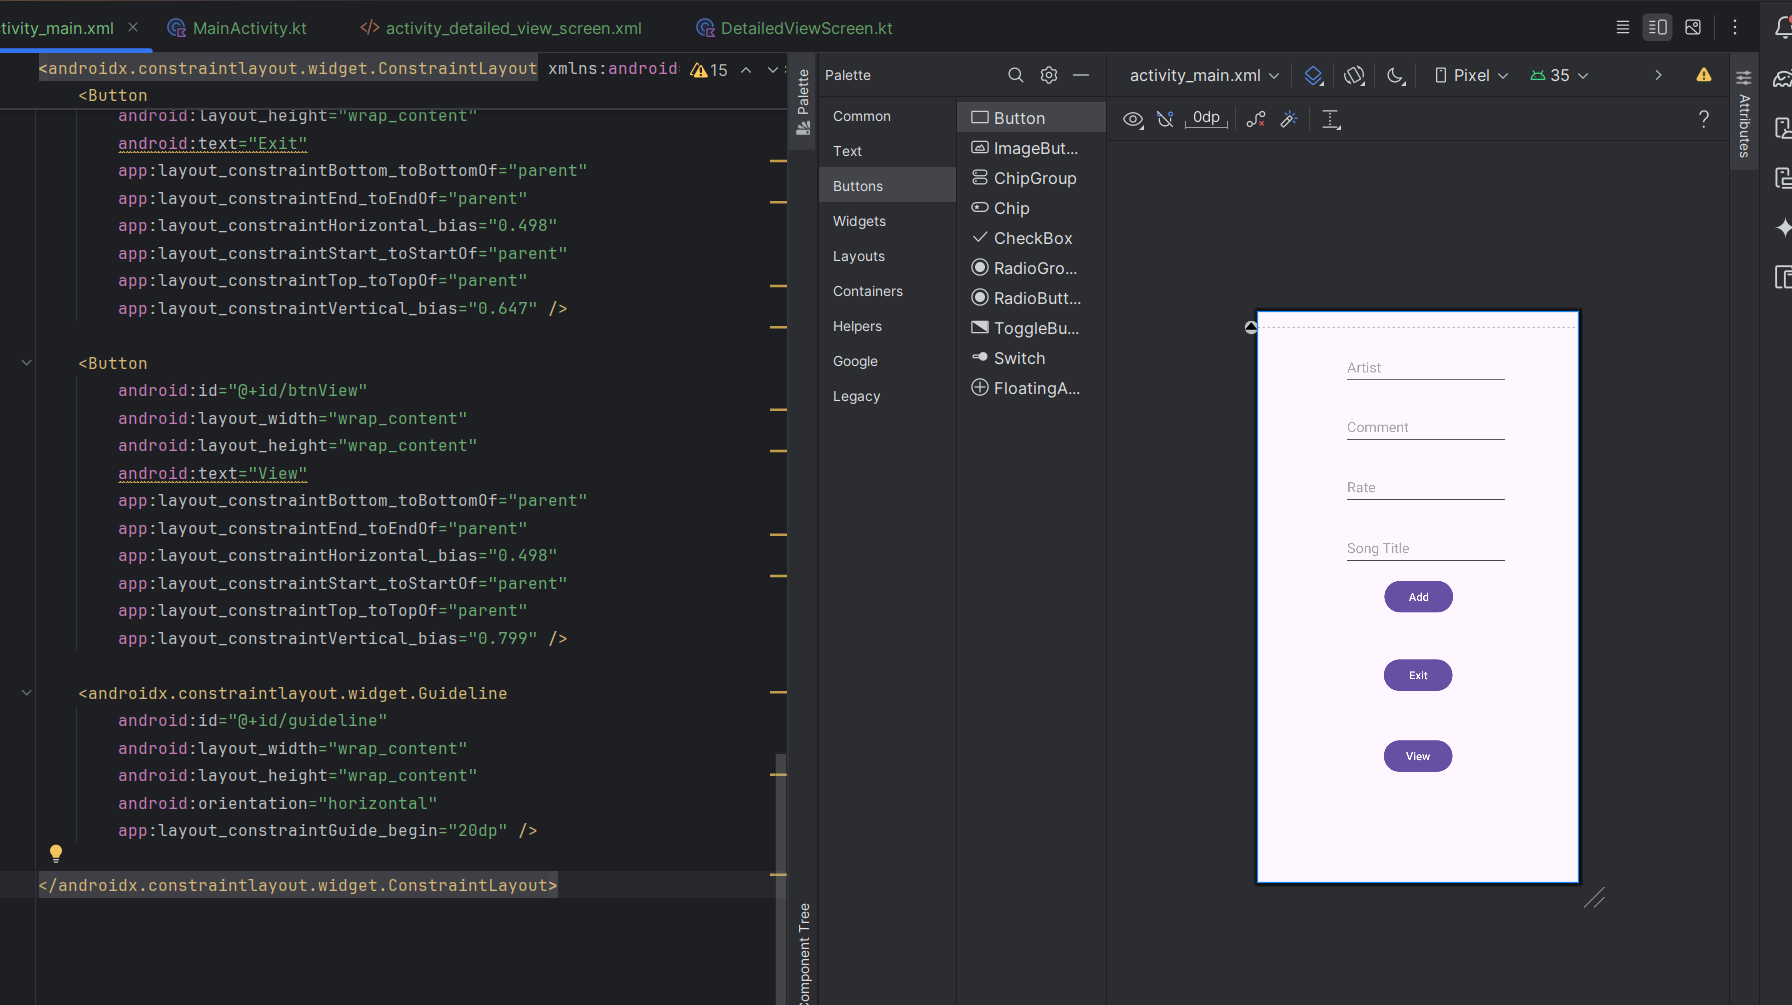 tivity_main.xml
MainActivity.kt
activity_detailed_view_screen.xml
DetailedViewScreen.kt
<androidx.constraintlayout.widget.ConstraintLayout xmlns:android
15
<Button
android:layout_height="wrap_content"
android:text="Exit"
app:layout_constraintBottom_toBottomOf="parent"
app:layout_constraintEnd_toEndOf="parent"
app:layout_constraintHorizontal_bias="0.498"
app:layout_constraintStart_toStartOf="parent"
app:layout_constraintTop_toTopOf="parent"
app:layout_constraintVertical_bias="0.647" />
<Button
android:id="@+id/btnView"
android:layout_width="wrap_content"
android:layout_height="wrap_content"
android:text="View"
app:layout_constraintBottom_toBottomOf="parent"
app:layout_constraintEnd_toEndOf="parent"
app:layout_constraintHorizontal_bias="0.498"
app:layout_constraintStart_toStartOf="parent"
app:layout_constraintTop_toTopOf="parent"
app:layout_constraintVertical_bias="0.799" />
<androidx.constraintlayout.widget.Guideline
android:id="@+id/guideline"
android:layout_width="wrap_content"
android:layout_height="wrap_content"
android:orientation="horizontal"
app:layout_constraintGuide_begin="20dp" />
</androidx.constraintlayout.widget.ConstraintLayout>
Palette
omponent Tree
Palette
Common
Text
Buttons
Widgets
Layouts
Containers
Helpers
Google
Legacy
Button
ImageBut...
ChipGroup
Chip
CheckBox
RadioGro...
RadioButt...
ToggleBu...
Switch
FloatingA...
activity_main.xml
Pixel
35
0dp
?
Artist
Comment
Rate
Song Title
Add
Exit
View
Attributes